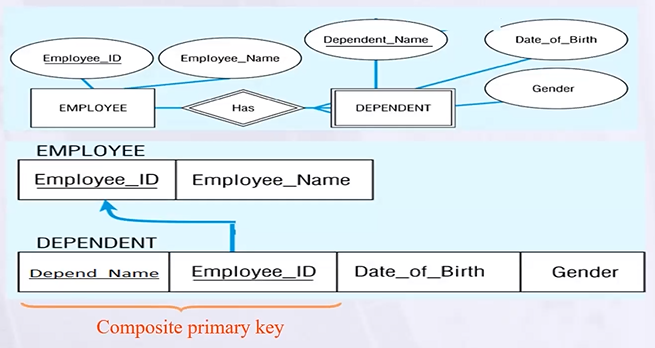 Employee_ID
Employee_Name
Dependent_Name
Date_of_Birth
Gender
EMPLOYEE
Has
DEPENDENT
EMPLOYEE
Employee_ID Employee_Name
DEPENDENT
Depend_Name Employee_ID Date_of_Birth Gender
Composite primary key